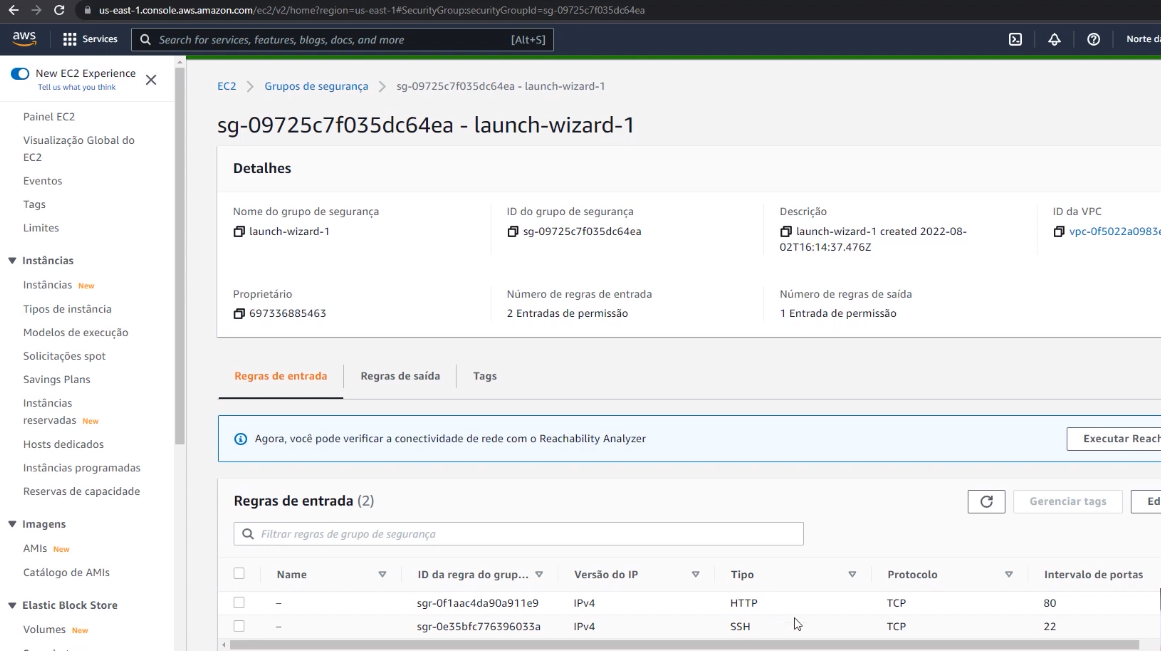 us-east-1.console.aws.amazon.com/ec2/v2/home?region=us-east-1#SecurityGroup:securityGroupId=sg-09725c7f035dc64ea
aws
Services
Search for services, features, blogs, docs, and more
[Alt+S]
Norte
New EC2 Experience
Tell us what you think
Painel EC2
Visualização Global do
EC2
Eventos
Tags
Limites
Instâncias
Instâncias New
Tipos de instância
Modelos de execução
Solicitações spot
Savings Plans
Instâncias
reservadas New
Hosts dedicados
Instâncias programadas
Reservas de capacidade
Imagens
AMIs New
Catálogo de AMIs
Elastic Block Store
Volumes New
EC2 > Grupos de segurança > sg-09725c7f035dc64ea - launch-wizard-1
sg-09725c7f035dc64ea - launch-wizard-1
Detalhes
Nome do grupo de segurança
launch-wizard-1
ID do grupo de segurança
sg-09725c7f035dc64ea
Descrição
launch-wizard-1 created 2022-08-
02T16:14:37.476Z
ID da VPC
vpc-0f5022a0983
Proprietário
697336885463
Número de regras de entrada
2 Entradas de permissão
Número de regras de saída
1 Entrada de permissão
Regras de entrada
Regras de saída
Tags
Agora, você pode verificar a conectividade de rede com o Reachability Analyzer
Executar Reach
Regras de entrada (2)
Gerenciar tags
Ed
Filtrar regras de grupo de segurança
Name ID da regra do grup... Versão do IP Tipo Protocolo Intervalo de portas
– sgr-0f1aac4da90a911e9 IPv4 HTTP TCP 80
– sgr-0e35bfc776396033a IPv4 SSH TCP 22